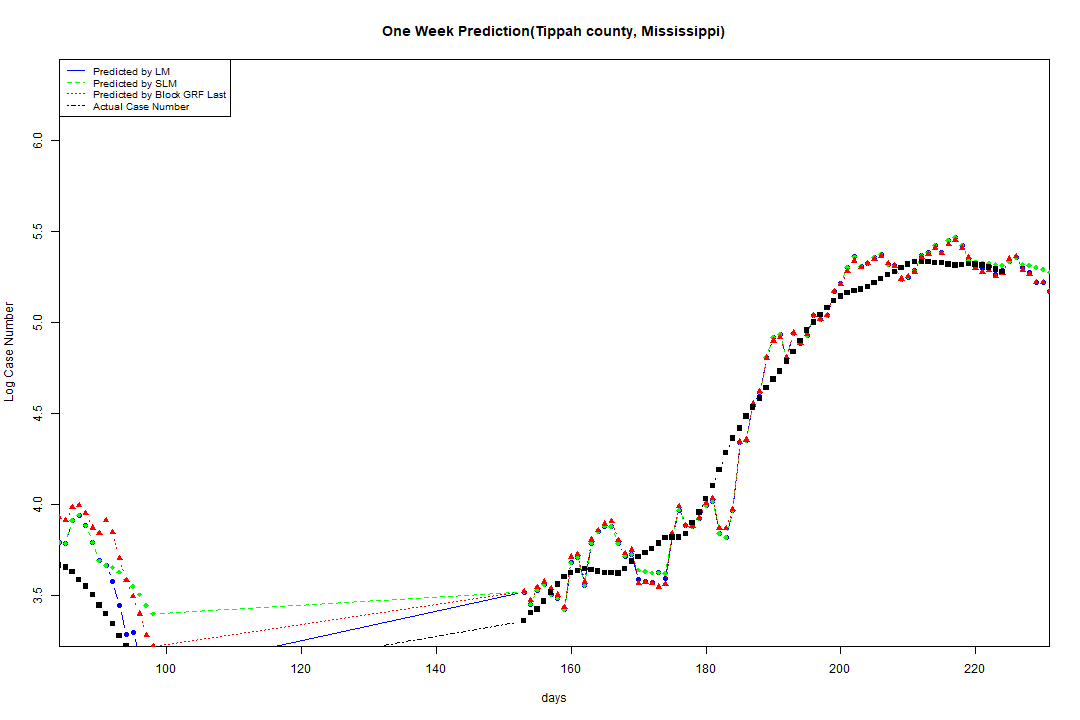 One Week Prediction(Tippah county, Mississippi)
Predicted by LM
Predicted by SLM
Predicted by Block GRF Last
Actual Case Number
6.0
5.5
5.0
4.5
4.0
3.5
Log Case Number
100 120 140 160 180 200 220
days